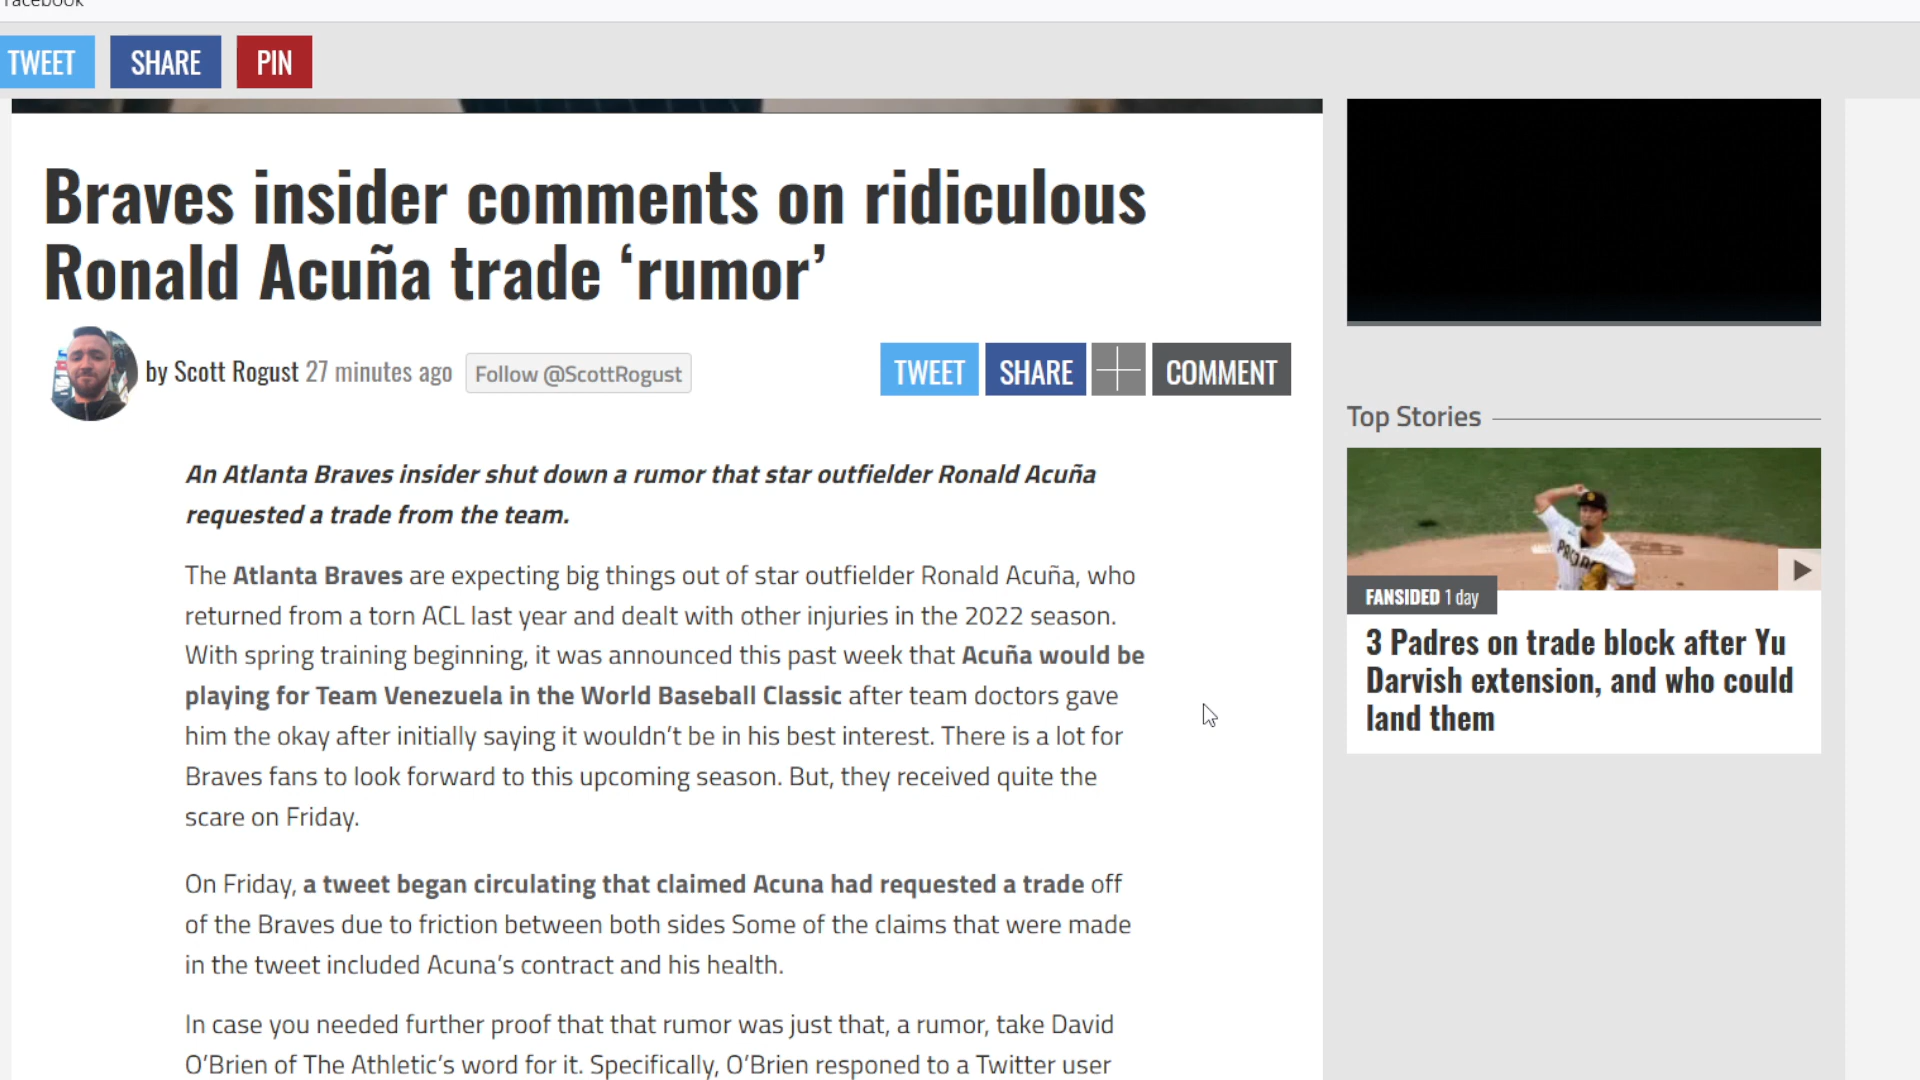 Facebook
TWEET SHARE PIN
Braves insider comments on ridiculous
Ronald Acuña trade ‘rumor’
by Scott Rogust 27 minutes ago Follow @ScottRogust
TWEET SHARE COMMENT
An Atlanta Braves insider shut down a rumor that star outfielder Ronald Acuña
requested a trade from the team.
The Atlanta Braves are expecting big things out of star outfielder Ronald Acuña, who
returned from a torn ACL last year and dealt with other injuries in the 2022 season.
With spring training beginning, it was announced this past week that Acuña would be
playing for Team Venezuela in the World Baseball Classic after team doctors gave
him the okay after initially saying it wouldn’t be in his best interest. There is a lot for
Braves fans to look forward to this upcoming season. But, they received quite the
scare on Friday.
On Friday, a tweet began circulating that claimed Acuna had requested a trade off
of the Braves due to friction between both sides Some of the claims that were made
in the tweet included Acuna’s contract and his health.
In case you needed further proof that that rumor was just that, a rumor, take David
O’Brien of The Athletic’s word for it. Specifically, O’Brien responed to a Twitter user
Top Stories
PADRES
FANSIDED 1 day
3 Padres on trade block after Yu
Darvish extension, and who could
land them